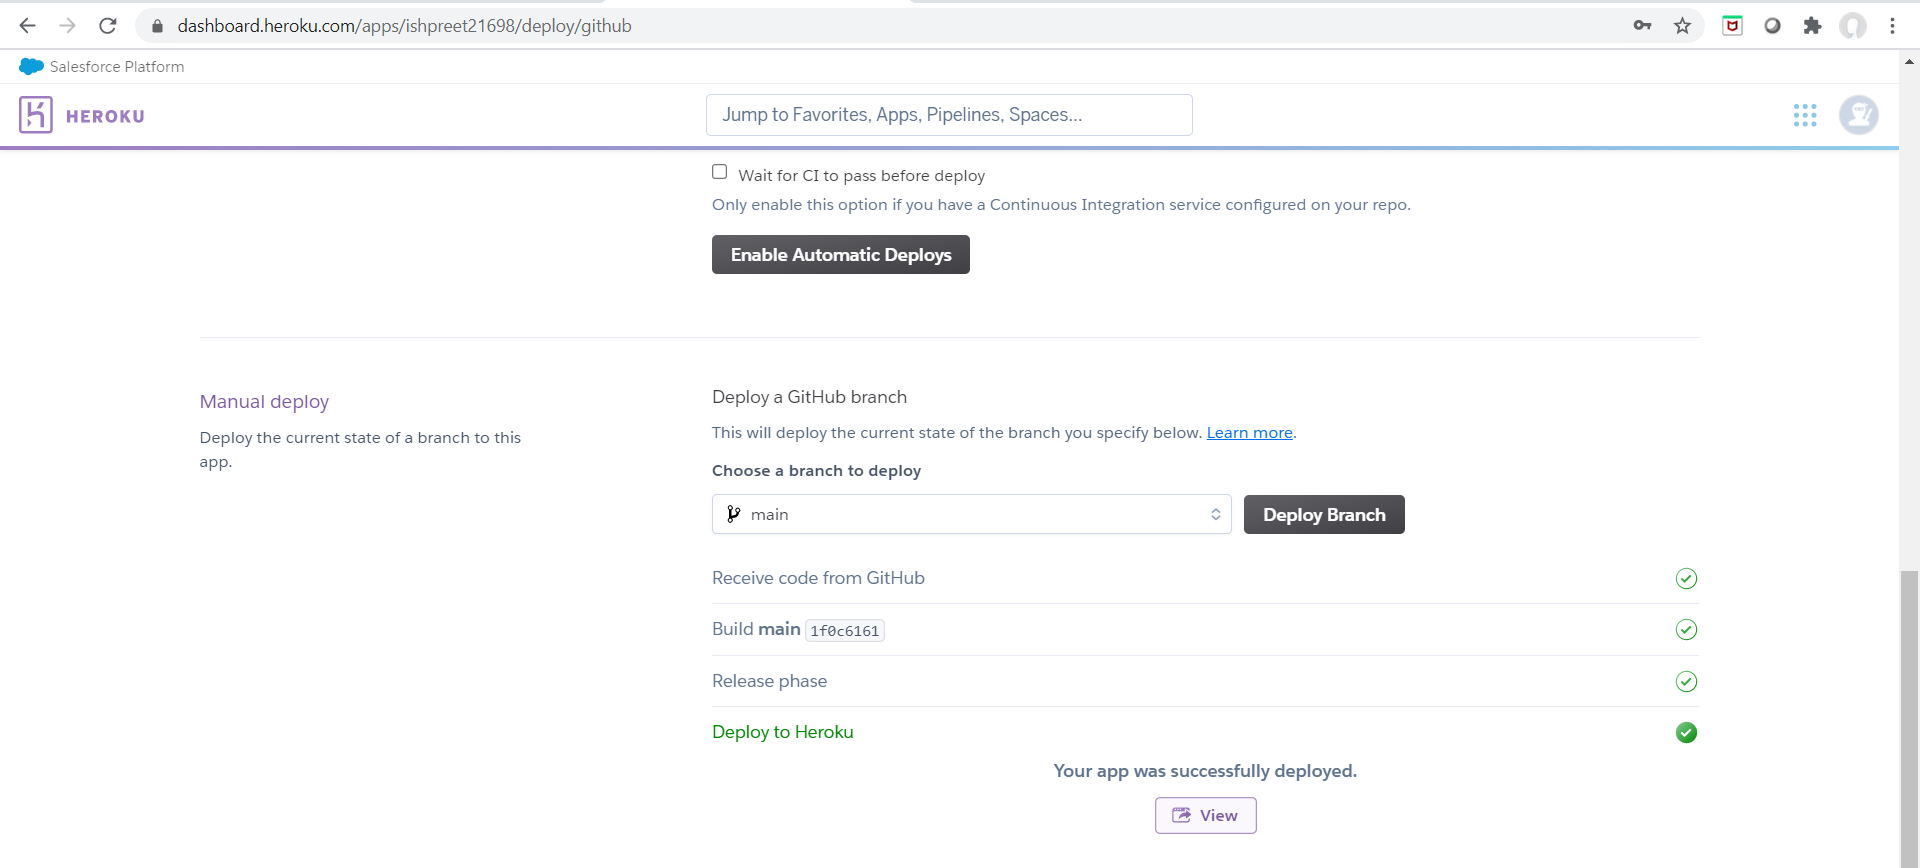 dashboard.heroku.com/apps/ishpreet21698/deploy/github
Salesforce Platform
HEROKU
Jump to Favorites, Apps, Pipelines, Spaces...
Wait for CI to pass before deploy
Only enable this option if you have a Continuous Integration service configured on your repo.
Enable Automatic Deploys
Manual deploy
Deploy the current state of a branch to this
app.
Deploy a GitHub branch
This will deploy the current state of the branch you specify below. Learn more.
Choose a branch to deploy
main
Deploy Branch
Receive code from GitHub
Build main 1f0c6161
Release phase
Deploy to Heroku
Your app was successfully deployed.
View